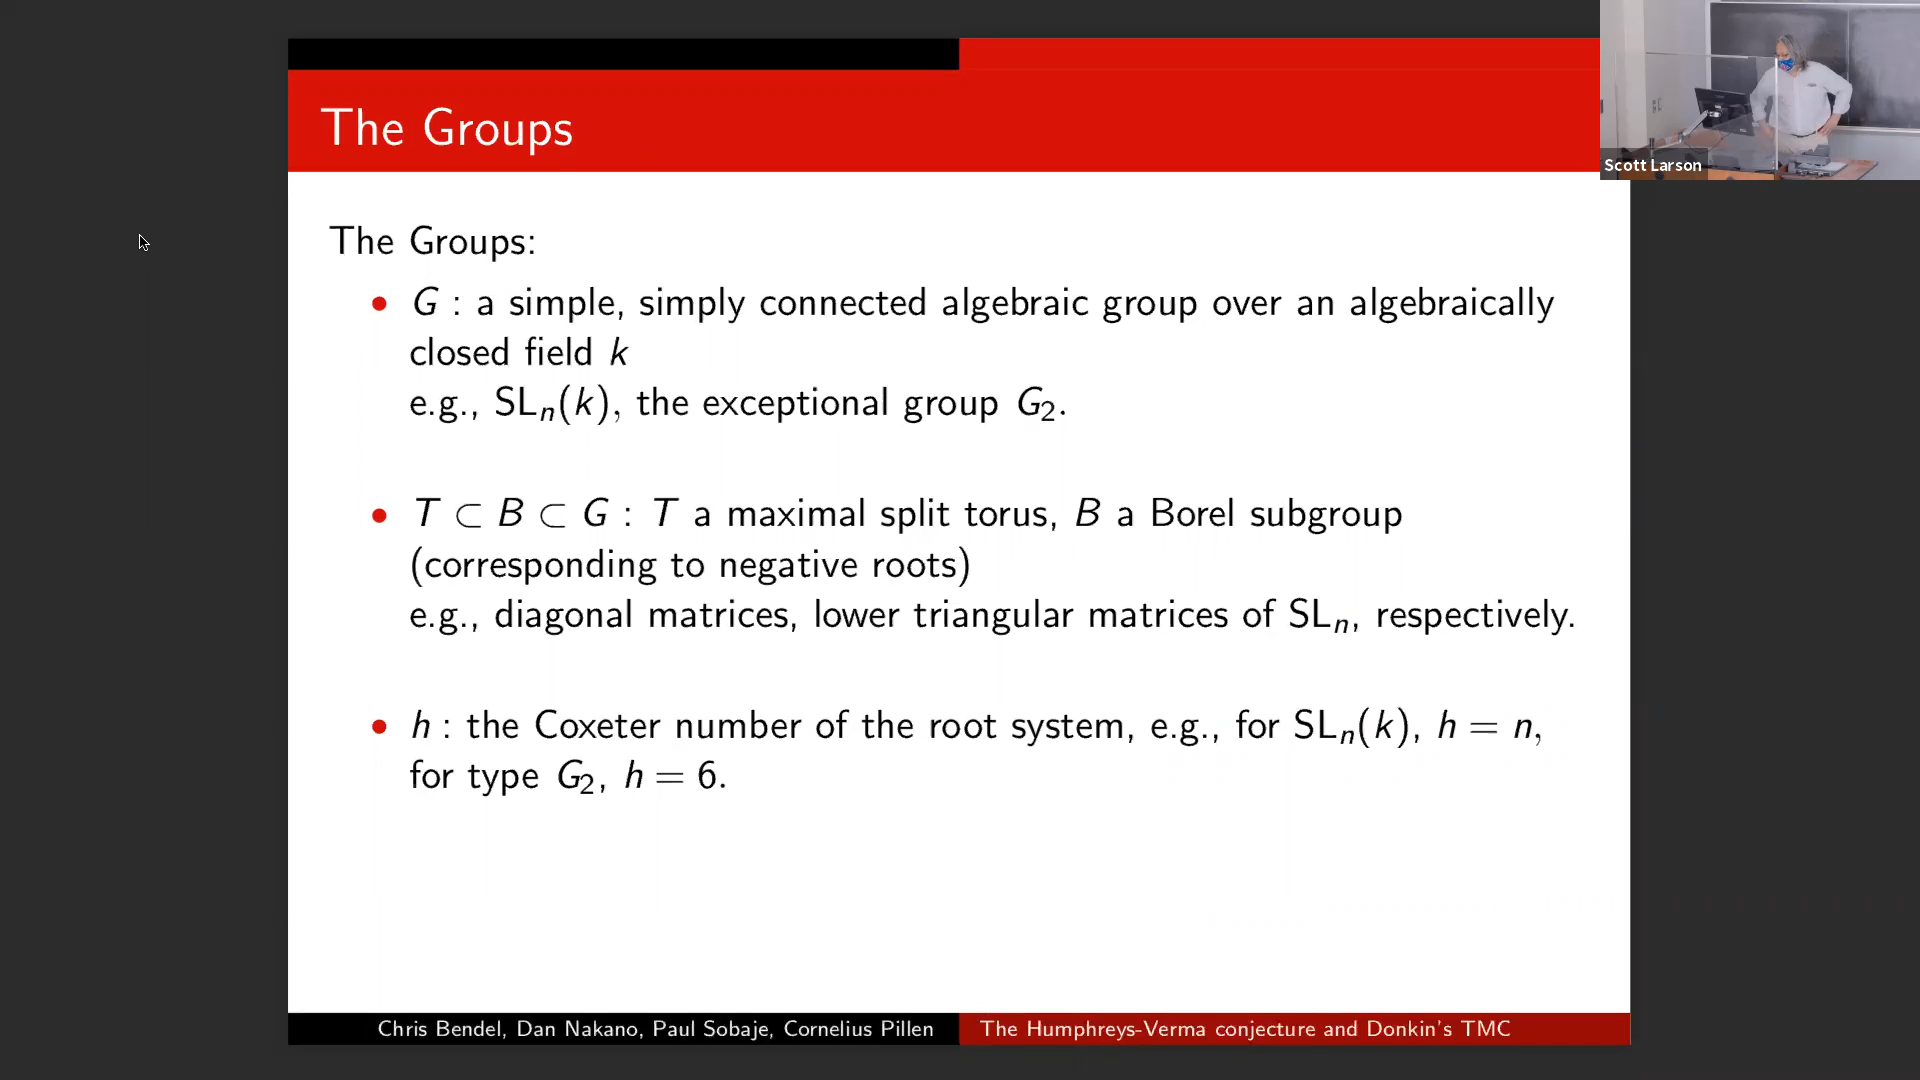 The Groups
Scott Larson
The Groups:
• G : a simple, simply connected algebraic group over an algebraically
closed field k
e.g., SLₙ(k), the exceptional group G₂.
• T ⊂ B ⊂ G : T a maximal split torus, B a Borel subgroup
(corresponding to negative roots)
e.g., diagonal matrices, lower triangular matrices of SLₙ, respectively.
• h : the Coxeter number of the root system, e.g., for SLₙ(k), h = n,
for type G₂, h = 6.
Chris Bendel, Dan Nakano, Paul Sobaje, Cornelius Pillen
The Humphreys-Verma conjecture and Donkin's TMC